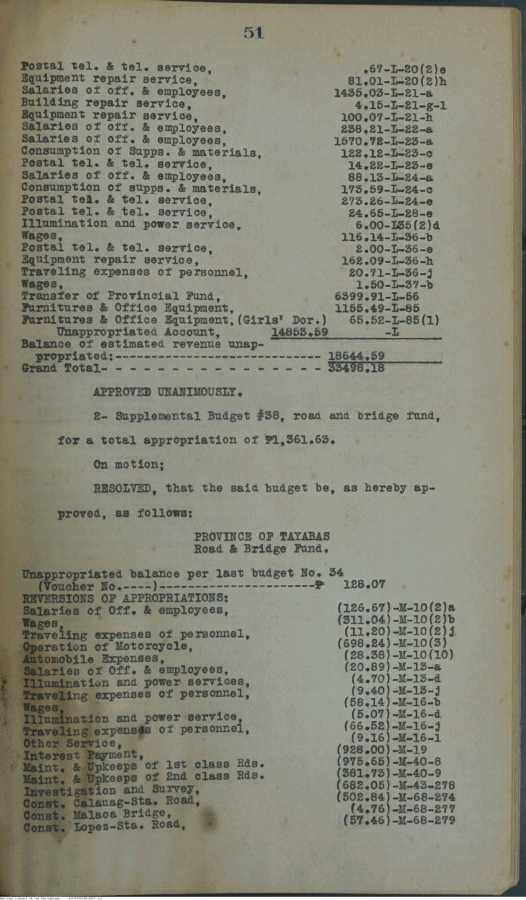 51
Postal tel. & tel. service, .67-L-20(2)e
Equipment repair service, 81.01-L-20(2)h
Salaries of off. & employees, 1435.03-L-21-a
Building repair service, 4.15-L-21-g-1
Equipment repair service, 100.07-L-21-h
Salaries of off. & employees, 238.21-L-22-a
Salaries of off. & employees, 1570.72-L-23-a
Consumption of Supps. & materials, 122.12-L-23-c
Postal tel. & tel. service, 14.22-L-23-e
Salaries of off. & employees, 88.13-L-24-a
Consumption of supps. & materials, 173.59-L-24-c
Postal tel. & tel. service, 273.26-L-24-e
Postal tel. & tel. service, 24.65-L-28-e
Illumination and power service, 6.00-L35(2)d
Wages, 115.14-L-36-b
Postal tel. & tel. service, 2.00-L-36-e
Equipment repair service, 162.09-L-36-h
Traveling expenses of personnel, 20.71-L-36-j
Wages, 1.50-L-37-b
Transfer of Provincial Fund, 6399.91-L-56
Furnitures & Office Equipment, 1155.49-L-85
Furnitures & Office Equipment,(Girls' Dor.) 65.52-L-85(1)
Unappropriated Account, 14853.59 -L
Balance of estimated revenue unap-
propriated:---------------------------- 18644.59
Grand Total- - - - - - - - - - - - - - - - 33498.18
APPROVED UNANIMOUSLY.
2- Supplemental Budget #38, road and bridge fund,
for a total appropriation of ₱1,361.63.
On motion;
RESOLVED, that the said budget be, as hereby ap-
proved, as follows:
PROVINCE OF TAYABAS
Road & Bridge Fund.
Unappropriated balance per last budget No. 34
(Voucher No.-----)-----------------------₱ 128.07
REVERSIONS OF APPROPRIATIONS:
Salaries of Off. & employees, (126.67)-M-10(2)a
Wages, (311.04)-M-10(2)b
Traveling expenses of personnel, (11.20)-M-10(2)j
Operation of Motorcycle, (698.24)-M-10(3)
Automobile Expenses, (28.38)-M-10(10)
Salaries of Off. & employees, (20.89)-M-13-a
Illumination and power services, (4.70)-M-13-d
Traveling expenses of personnel, (9.40)-M-13-j
Wages, (58.14)-M-16-b
Illumination and power service, (5.07)-M-16-d
Traveling expenses of personnel, (66.52)-M-16-j
Other Service, (9.16)-M-16-l
Interest Payment, (928.00)-M-19
Maint. & Upkeeps of 1st class Rds. (975.65)-M-40-8
Maint. & Upkeeps of 2nd class Rds. (381.73)-M-40-9
Investigation and Survey, (682.05)-M-43-278
Const. Calauag-Sta. Road, (502.84)-M-68-274
Const. Malaoa Bridge, (4.76)-M-68-277
Const. Lopez-Sta. Road, (57.46)-M-68-279